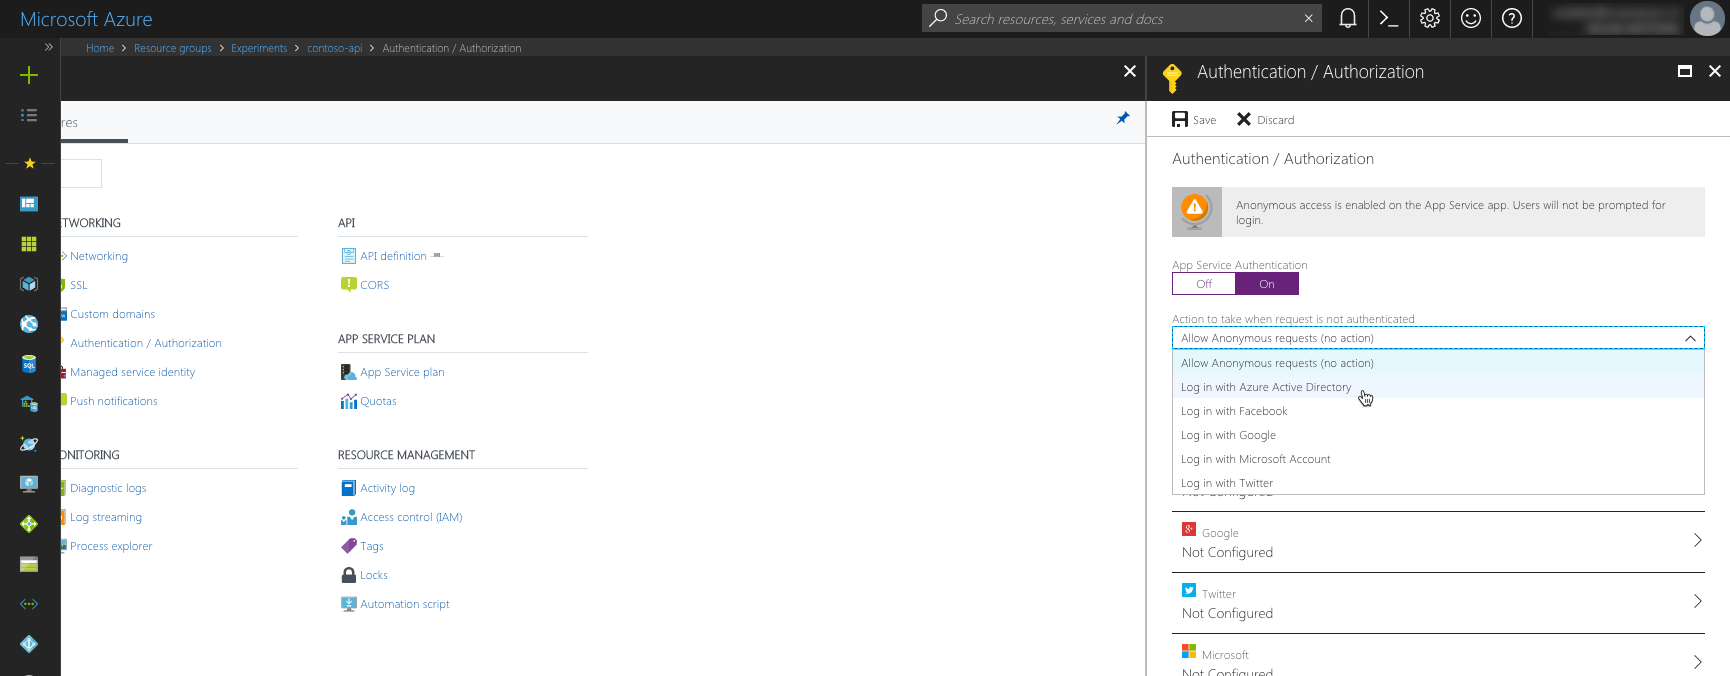 Microsoft Azure
Search resources, services and docs
Home > Resource groups > Experiments > contoso-api > Authentication / Authorization
res
ETWORKING
Networking
SSL
Custom domains
Authentication / Authorization
Managed service identity
Push notifications
ONITORING
Diagnostic logs
Log streaming
Process explorer
API
API definition
CORS
APP SERVICE PLAN
App Service plan
Quotas
RESOURCE MANAGEMENT
Activity log
Access control (IAM)
Tags
Locks
Automation script
Authentication / Authorization
Save Discard
Authentication / Authorization
Anonymous access is enabled on the App Service app. Users will not be prompted for
login.
App Service Authentication
Off On
Action to take when request is not authenticated
Allow Anonymous requests (no action)
Allow Anonymous requests (no action)
Log in with Azure Active Directory
Log in with Facebook
Log in with Google
Log in with Microsoft Account
Log in with Twitter
Not Configured
Google
Not Configured
Twitter
Not Configured
Microsoft
Not Configured